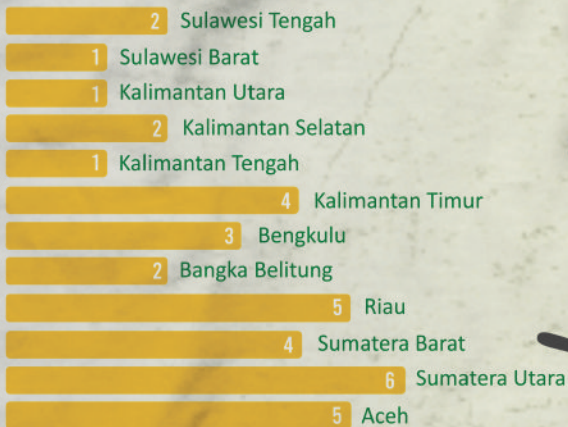 2 Sulawesi Tengah
1 Sulawesi Barat
1 Kalimantan Utara
2 Kalimantan Selatan
1 Kalimantan Tengah
4 Kalimantan Timur
3 Bengkulu
2 Bangka Belitung
5 Riau
4 Sumatera Barat
6 Sumatera Utara
5 Aceh